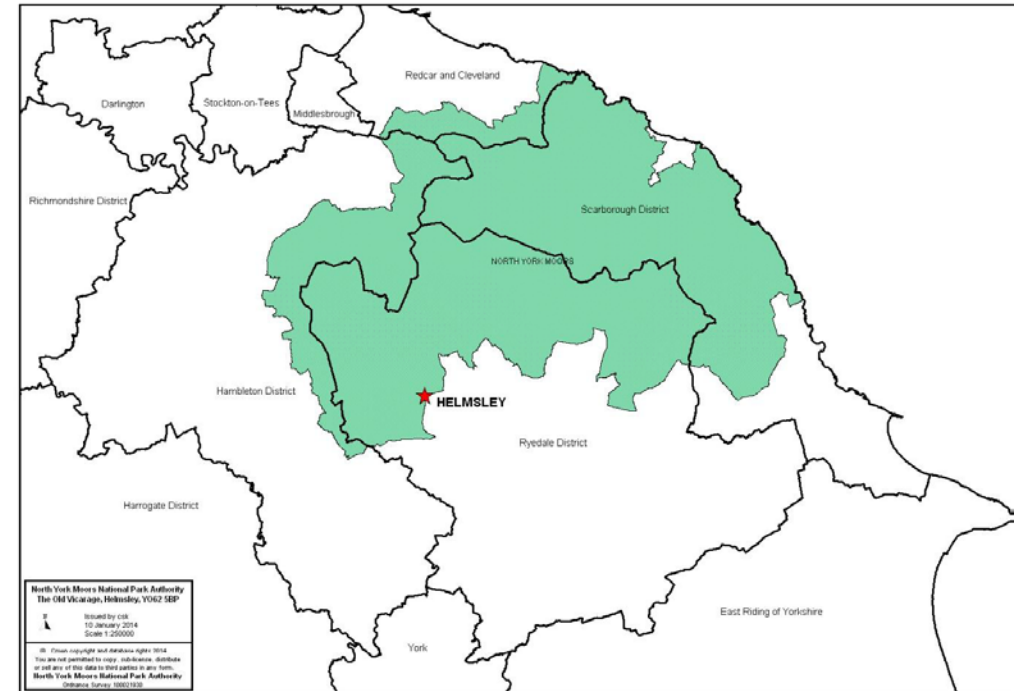 Redcar and Cleveland
Darlington
Stockton-on-Tees
Middlesbrough
Richmondshire District
Scarborough District
NORTH YORK MOORS
Hambleton District
HELMSLEY
Ryedale District
Harrogate District
East Riding of Yorkshire
York
North York Moors National Park Authority
The Old Vicarage, Helmsley, YO62 5BP
N
Issued by csk
10 January 2014
Scale 1:250000
© Crown copyright and database rights 2014
You are not permitted to copy, sub-license, distribute
or sell any of this data to third parties in any form.
North York Moors National Park Authority
Ordnance Survey 100021930